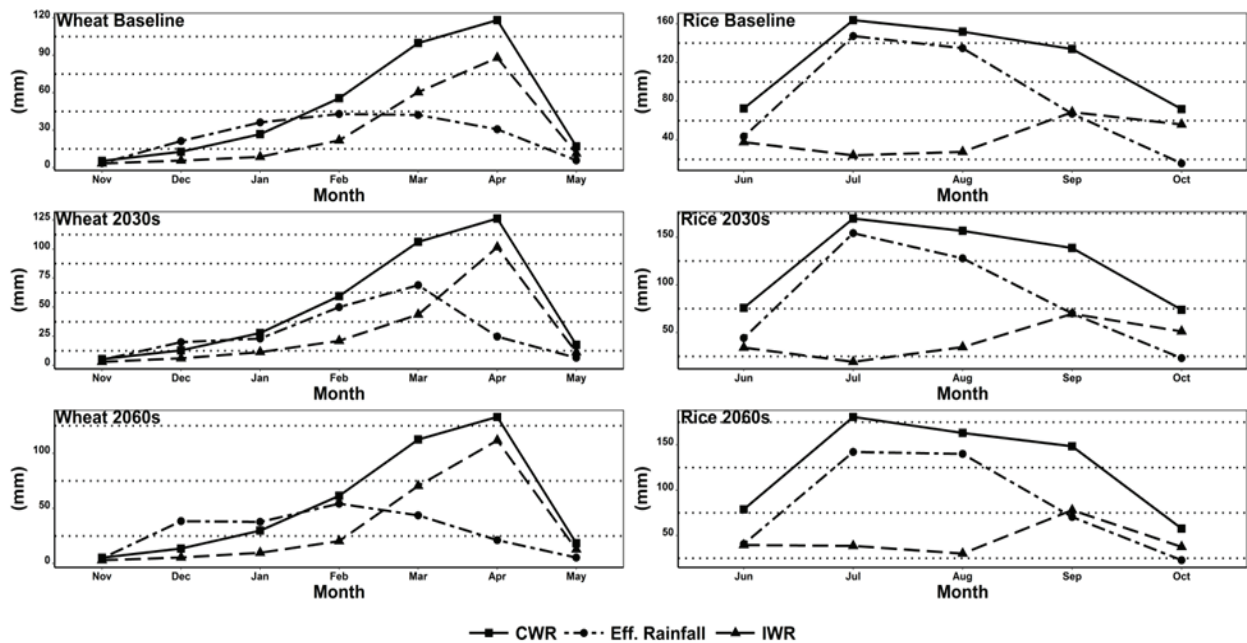 Wheat Baseline
120
90
60
30
0
(mm)
Nov Dec Jan Feb Mar Apr May
Month
Rice Baseline
160
120
80
40
(mm)
Jun Jul Aug Sep Oct
Month
Wheat 2030s
125
100
75
50
25
0
(mm)
Nov Dec Jan Feb Mar Apr May
Month
Rice 2030s
150
100
50
(mm)
Jun Jul Aug Sep Oct
Month
Wheat 2060s
100
50
0
(mm)
Nov Dec Jan Feb Mar Apr May
Month
Rice 2060s
150
100
50
(mm)
Jun Jul Aug Sep Oct
Month
CWR Eff. Rainfall IWR